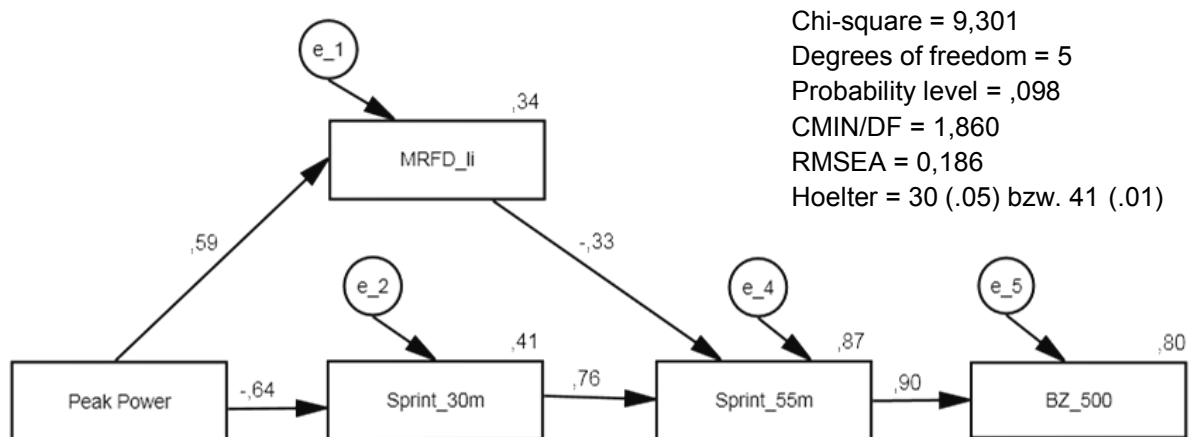 Chi-square = 9,301
Degrees of freedom = 5
Probability level = ,098
CMIN/DF = 1,860
RMSEA = 0,186
Hoelter = 30 (.05) bzw. 41 (.01)
e_1
,34
MRFD_li
,59
-,33
e_2
e_4
e_5
,41
,87
,80
Peak Power
-,64
Sprint_30m
,76
Sprint_55m
,90
BZ_500